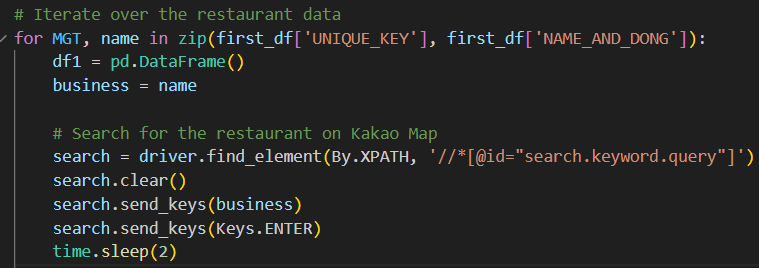 # Iterate over the restaurant data
for MGT, name in zip(first_df['UNIQUE_KEY'], first_df['NAME_AND_DONG']):
    df1 = pd.DataFrame()
    business = name

    # Search for the restaurant on Kakao Map
    search = driver.find_element(By.XPATH, '//*[@id="search.keyword.query"]')
    search.clear()
    search.send_keys(business)
    search.send_keys(Keys.ENTER)
    time.sleep(2)